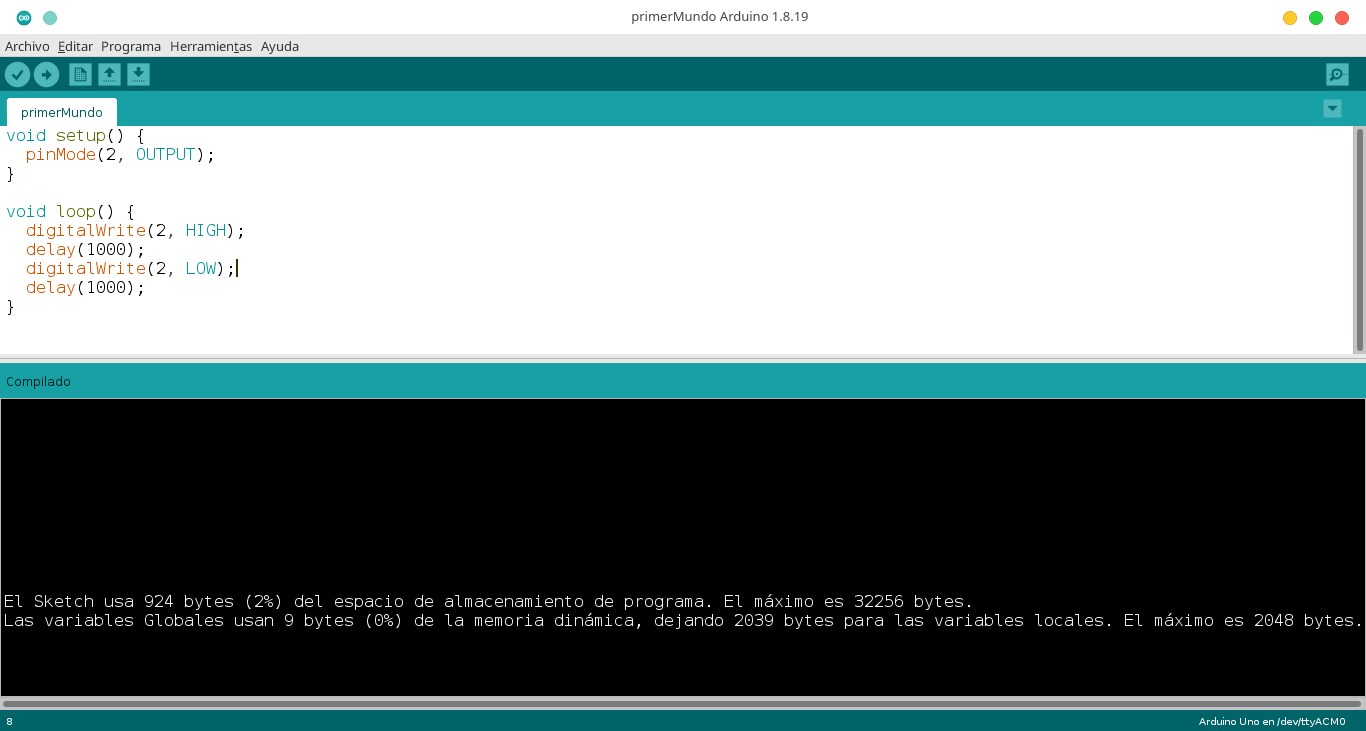 primerMundo Arduino 1.8.19
Archivo Editar Programa Herramientas Ayuda
primerMundo
void setup() {
  pinMode(2, OUTPUT);
}

void loop() {
  digitalWrite(2, HIGH);
  delay(1000);
  digitalWrite(2, LOW);
  delay(1000);
}
Compilado
El Sketch usa 924 bytes (2%) del espacio de almacenamiento de programa. El máximo es 32256 bytes.
Las variables Globales usan 9 bytes (0%) de la memoria dinámica, dejando 2039 bytes para las variables locales. El máximo es 2048 bytes.
8
Arduino Uno en /dev/ttyACM0